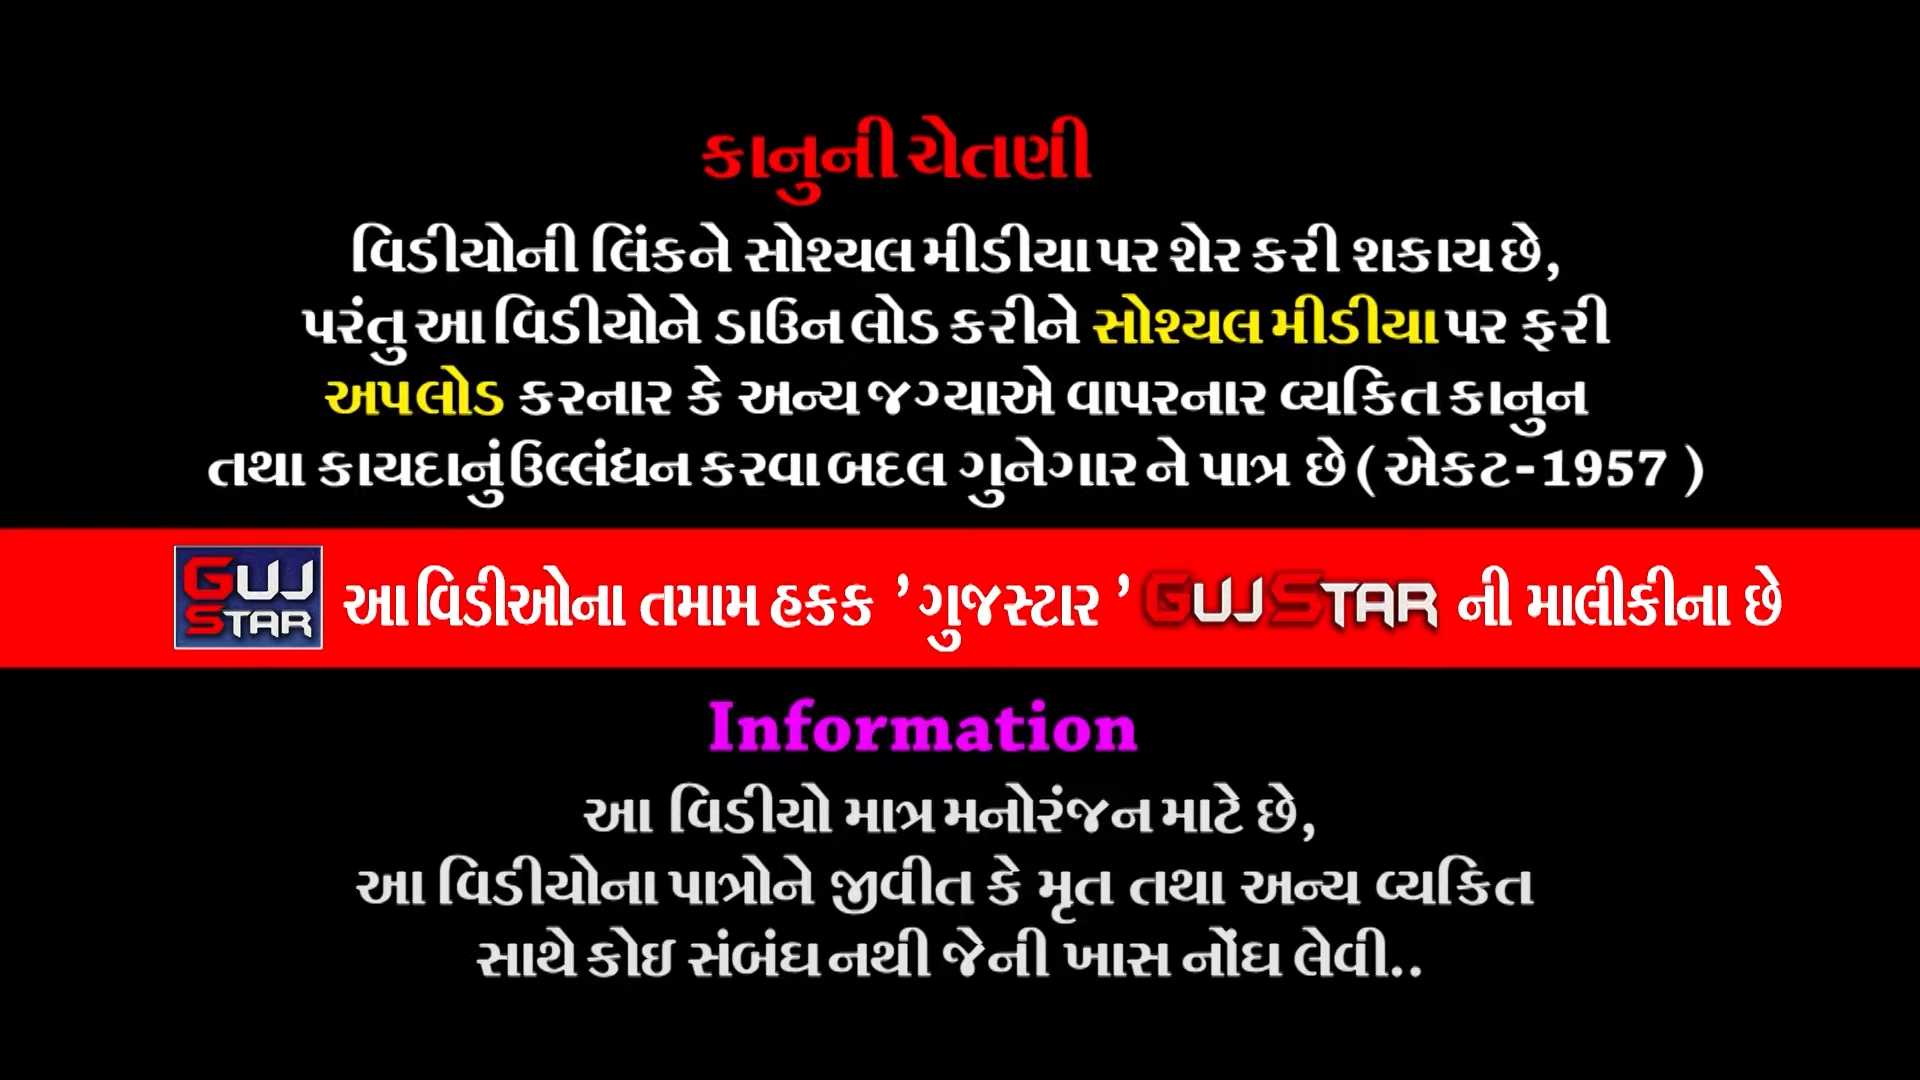 કાનુની ચેતણી
વિડીયોની લિંકને સોશ્યલ મીડીયા પર શેર કરી શકાય છે,
પરંતુ આ વિડીયોને ડાઉનલોડ કરીને સોશ્યલ મીડીયા પર ફરી
અપલોડ કરનાર કે અન્ય જગ્યાએ વાપરનાર વ્યકિત કાનુન
તથા કાયદાનું ઉલ્લંઘન કરવા બદલ ગુનેગાર ને પાત્ર છે ( એકટ-1957 )
GUJ STAR આ વિડીઓના તમામ હકક ’ ગુજસ્ટાર ’ GUJ STAR ની માલીકીના છે
Information
આ વિડીયો માત્ર મનોરંજન માટે છે,
આ વિડીયોના પાત્રોને જીવીત કે મૃત તથા અન્ય વ્યકિત
સાથે કોઇ સંબંઘ નથી જેની ખાસ નોંઘ લેવી..